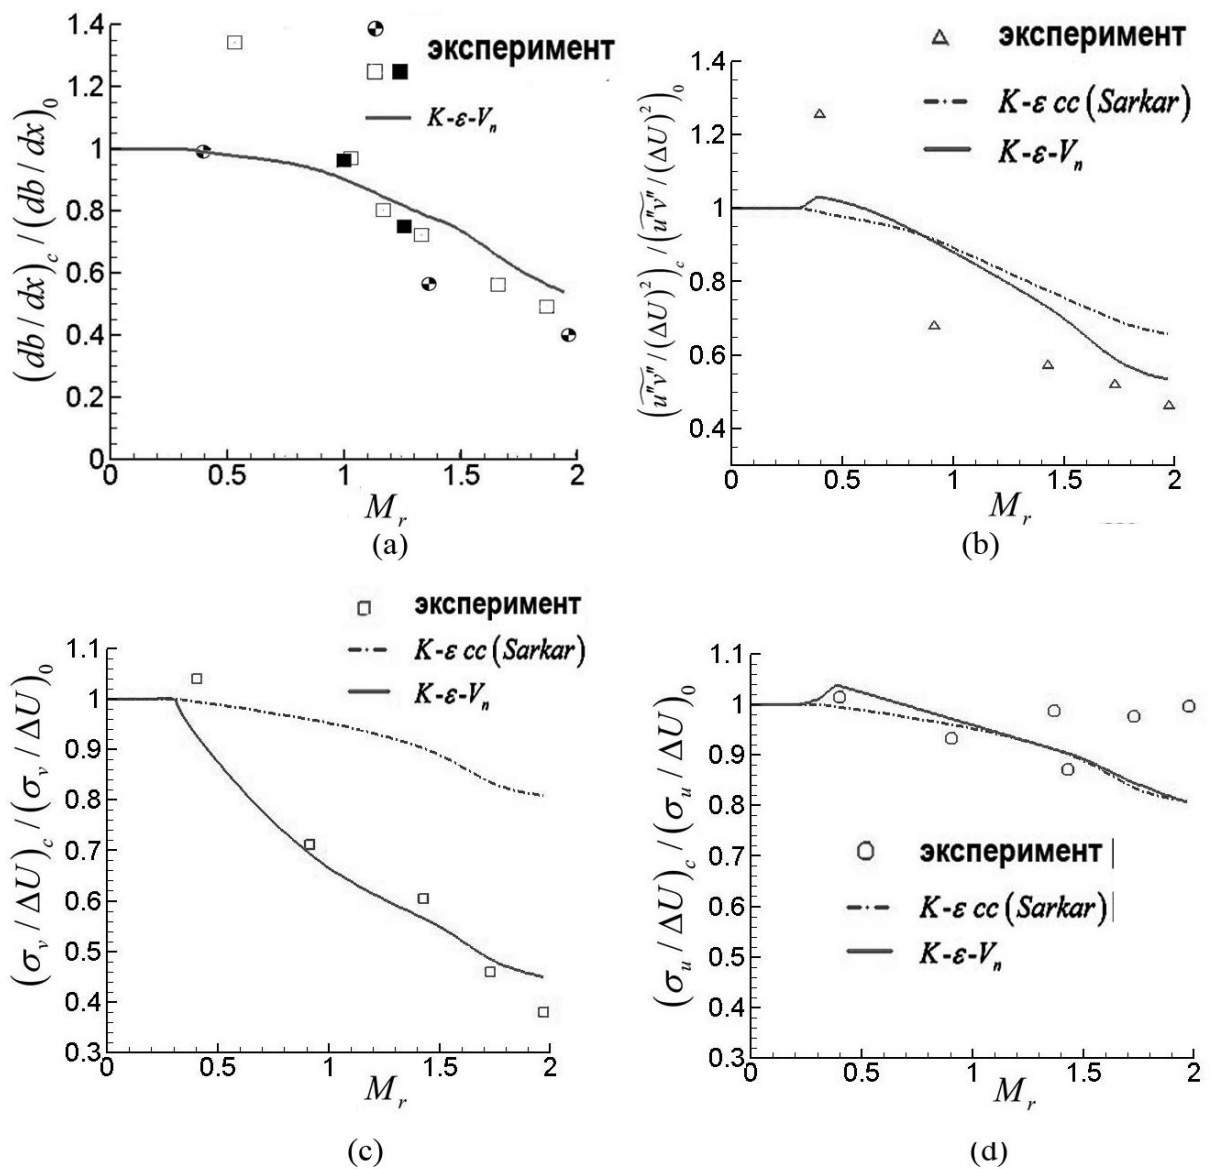 1.4
1.2
1
0.8
0.6
0.4
0.2
0
0 0.5 1 1.5 2
(db / dx)_c / (db / dx)_0
эксперимент
K-ε-V_n
M_r
(a)
1.4
1.2
1
0.8
0.6
0.4
0 0.5 1 1.5 2
(u''v'' / (ΔU)^2)_c / (u''v'' / (ΔU)^2)_0
эксперимент
K-ε cc (Sarkar)
K-ε-V_n
M_r
(b)
эксперимент
K-ε cc (Sarkar)
K-ε-V_n
1.1
1
0.9
0.8
0.7
0.6
0.5
0.4
0.3
0 0.5 1 1.5 2
(σ_v / ΔU)_c / (σ_v / ΔU)_0
M_r
(c)
1.1
1
0.9
0.8
0.7
0.6
0.5
0.4
0.3
0 0.5 1 1.5 2
(σ_u / ΔU)_c / (σ_u / ΔU)_0
эксперимент
K-ε cc (Sarkar)
K-ε-V_n
M_r
(d)